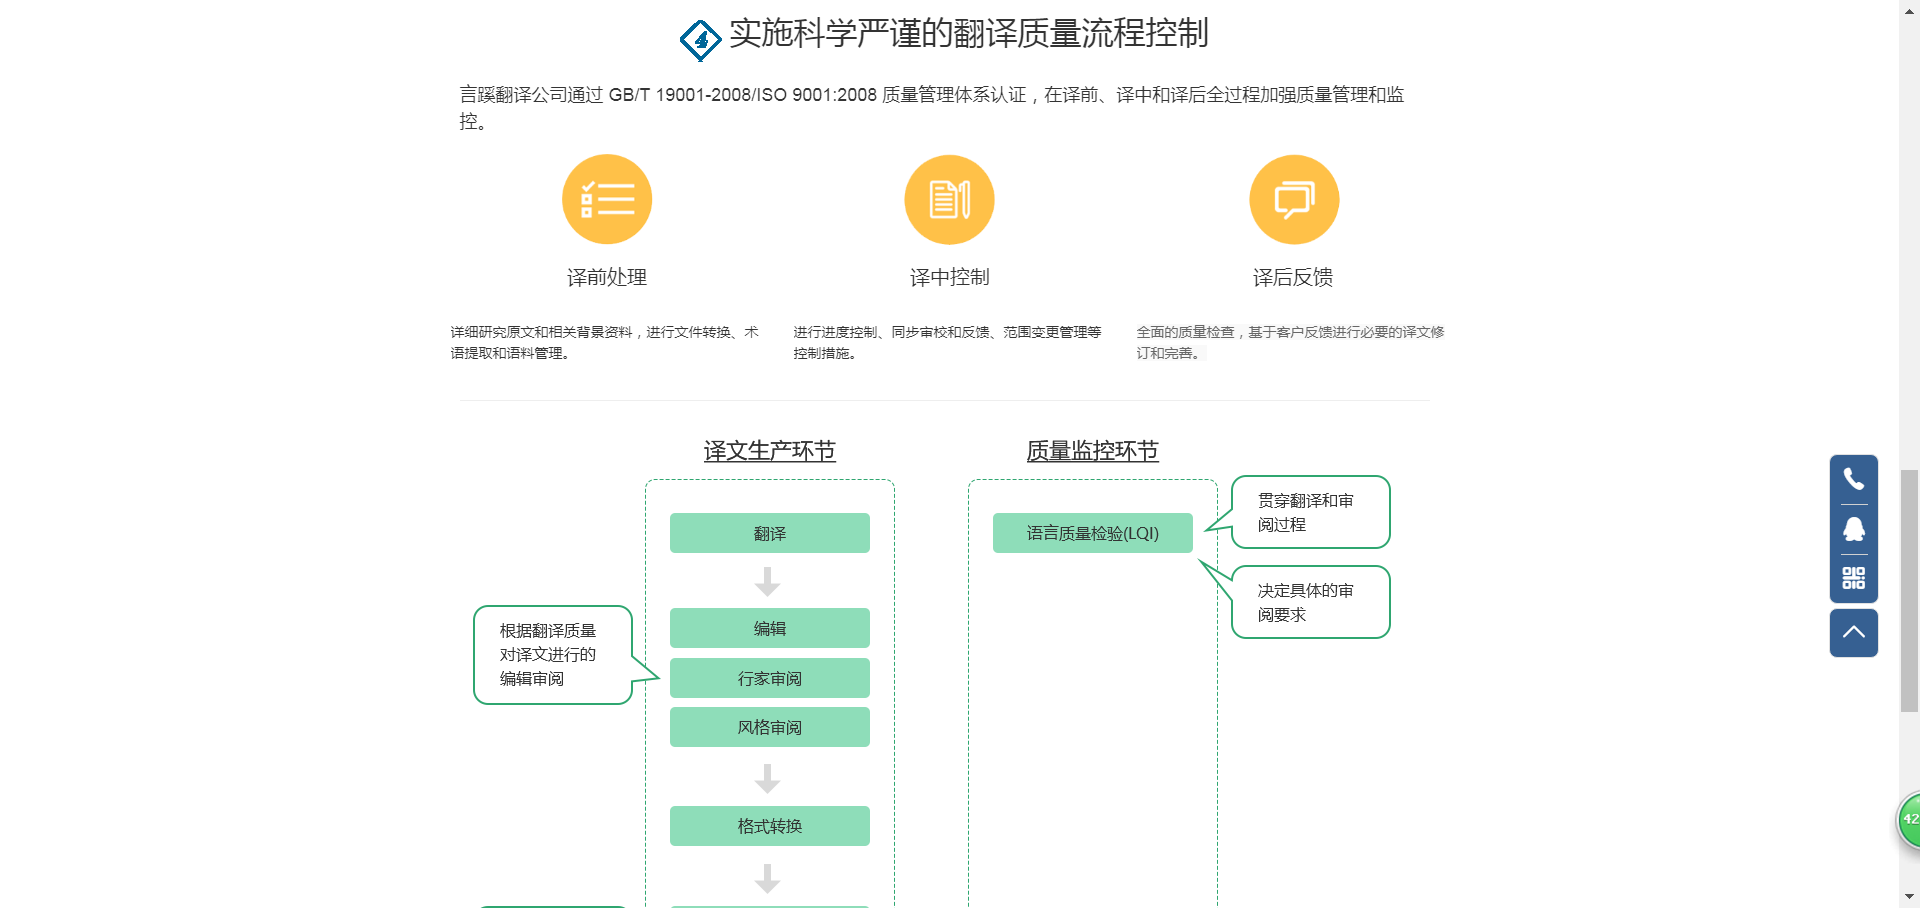 4 实施科学严谨的翻译质量流程控制
言蹊翻译公司通过 GB/T 19001-2008/ISO 9001:2008 质量管理体系认证，在译前、译中和译后全过程加强质量管理和监
控。
译前处理
译中控制
译后反馈
详细研究原文和相关背景资料，进行文件转换、术
语提取和语料管理。
进行进度控制、同步审校和反馈、范围变更管理等
控制措施。
全面的质量检查，基于客户反馈进行必要的译文修
订和完善。
译文生产环节
质量监控环节
翻译
语言质量检验(LQI)
贯穿翻译和审
阅过程
决定具体的审
阅要求
编辑
根据翻译质量
对译文进行的
编辑审阅
行家审阅
风格审阅
格式转换
42